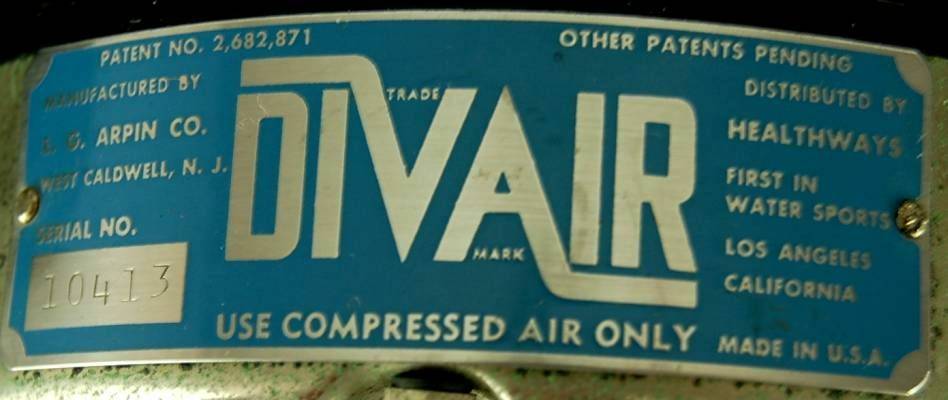 PATENT NO. 2,682,871
OTHER PATENTS PENDING
MANUFACTURED BY
L. G. ARPIN CO.
WEST CALDWELL, N. J.
SERIAL NO.
10413
TRADE
DIVAIR
MARK
DISTRIBUTED BY
HEALTHWAYS
FIRST IN
WATER SPORTS
LOS ANGELES
CALIFORNIA
USE COMPRESSED AIR ONLY
MADE IN U.S.A.